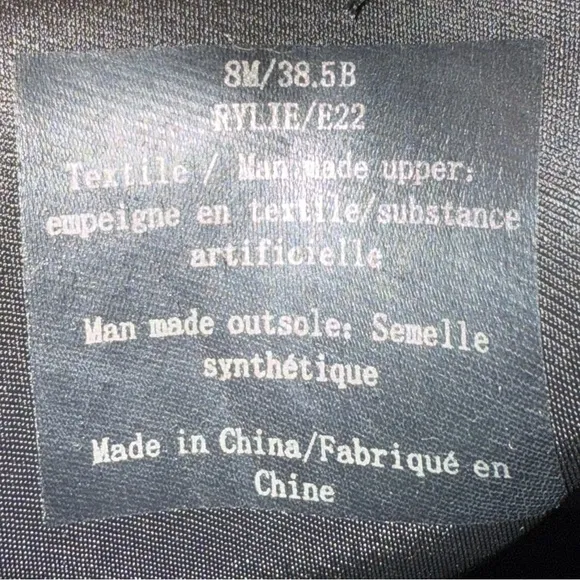 8M/38.5B
RYLIE/E22
Textile / Man made upper:
empeigne en textile/substance
artificielle
Man made outsole: Semelle
synthétique
Made in China/Fabriqué en
Chine